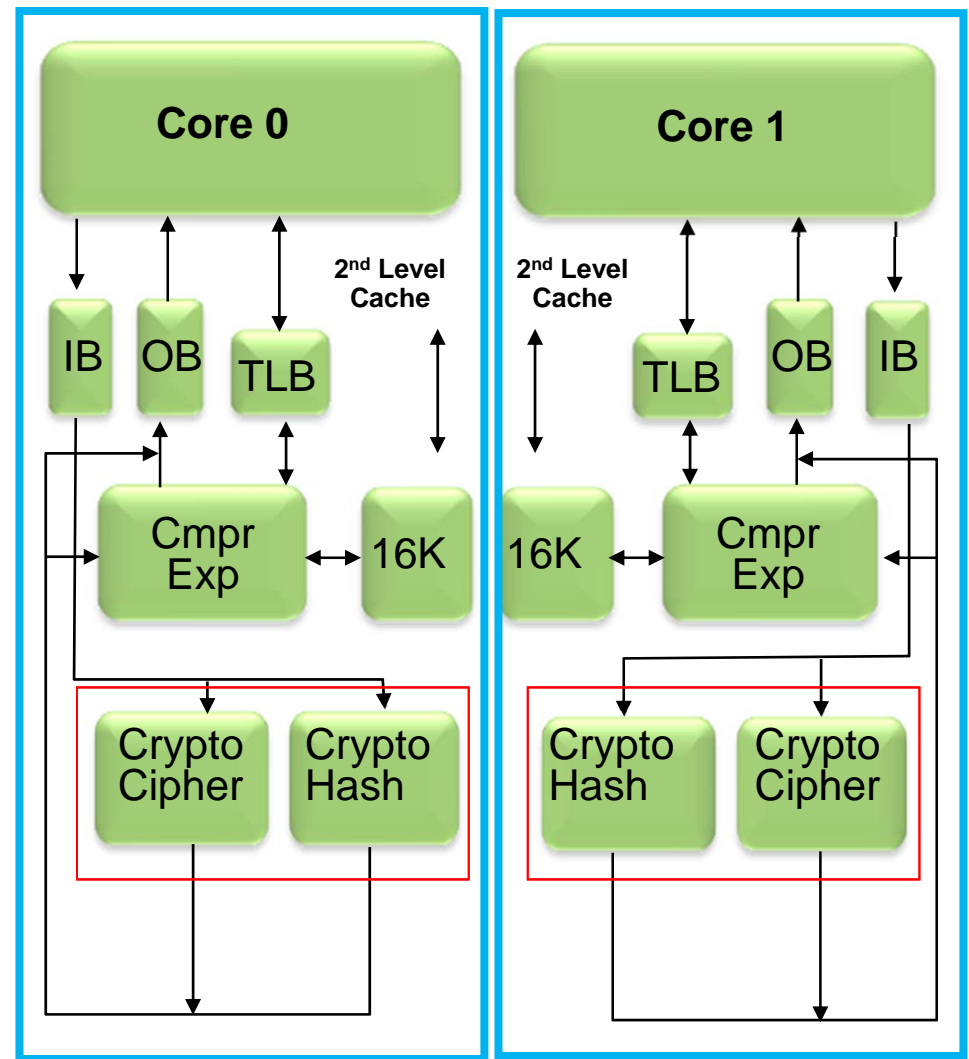 Core 0
2nd Level
Cache
IB
OB
TLB
Cmpr
Exp
16K
Crypto
Cipher
Crypto
Hash
Core 1
2nd Level
Cache
TLB
OB
IB
16K
Cmpr
Exp
Crypto
Hash
Crypto
Cipher